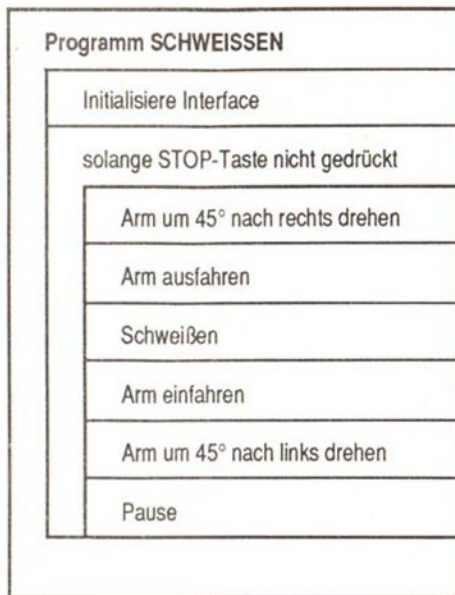 Programm SCHWEISSEN
Initialisiere Interface
solange STOP-Taste nicht gedrückt
Arm um 45° nach rechts drehen
Arm ausfahren
Schweißen
Arm einfahren
Arm um 45° nach links drehen
Pause